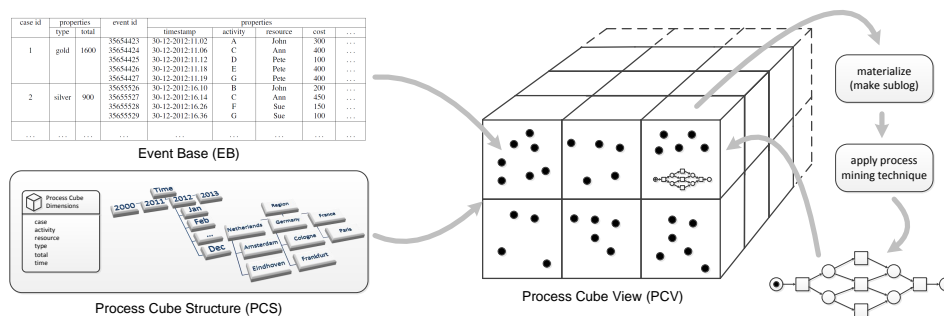 case id properties event id properties
type total timestamp activity resource cost ...
35654423 30-12-2012:11.02 A John 300 ...
1 gold 1600 35654424 30-12-2012:11.06 C Ann 400 ...
35654425 30-12-2012:11.12 D Pete 100 ...
35654426 30-12-2012:11.18 E Pete 400 ...
35654427 30-12-2012:11.19 G Pete 400 ...
35655526 30-12-2012:16.10 B John 200 ...
2 silver 900 35655527 30-12-2012:16.14 C Ann 450 ...
35655528 30-12-2012:16.26 F Sue 150 ...
35655529 30-12-2012:16.36 G Sue 100 ...
... ... ... ... ... ... ... ... ...
Event Base (EB)
Process Cube
Dimensions
case
activity
resource
type
total
time
Time
2000 2011 2012 2013
Jan
Feb
...
Dec
Region
Netherlands Germany France
Amsterdam Cologne Paris
Eindhoven Frankfurt
Process Cube Structure (PCS)
Process Cube View (PCV)
materialize
(make sublog)
apply process
mining technique